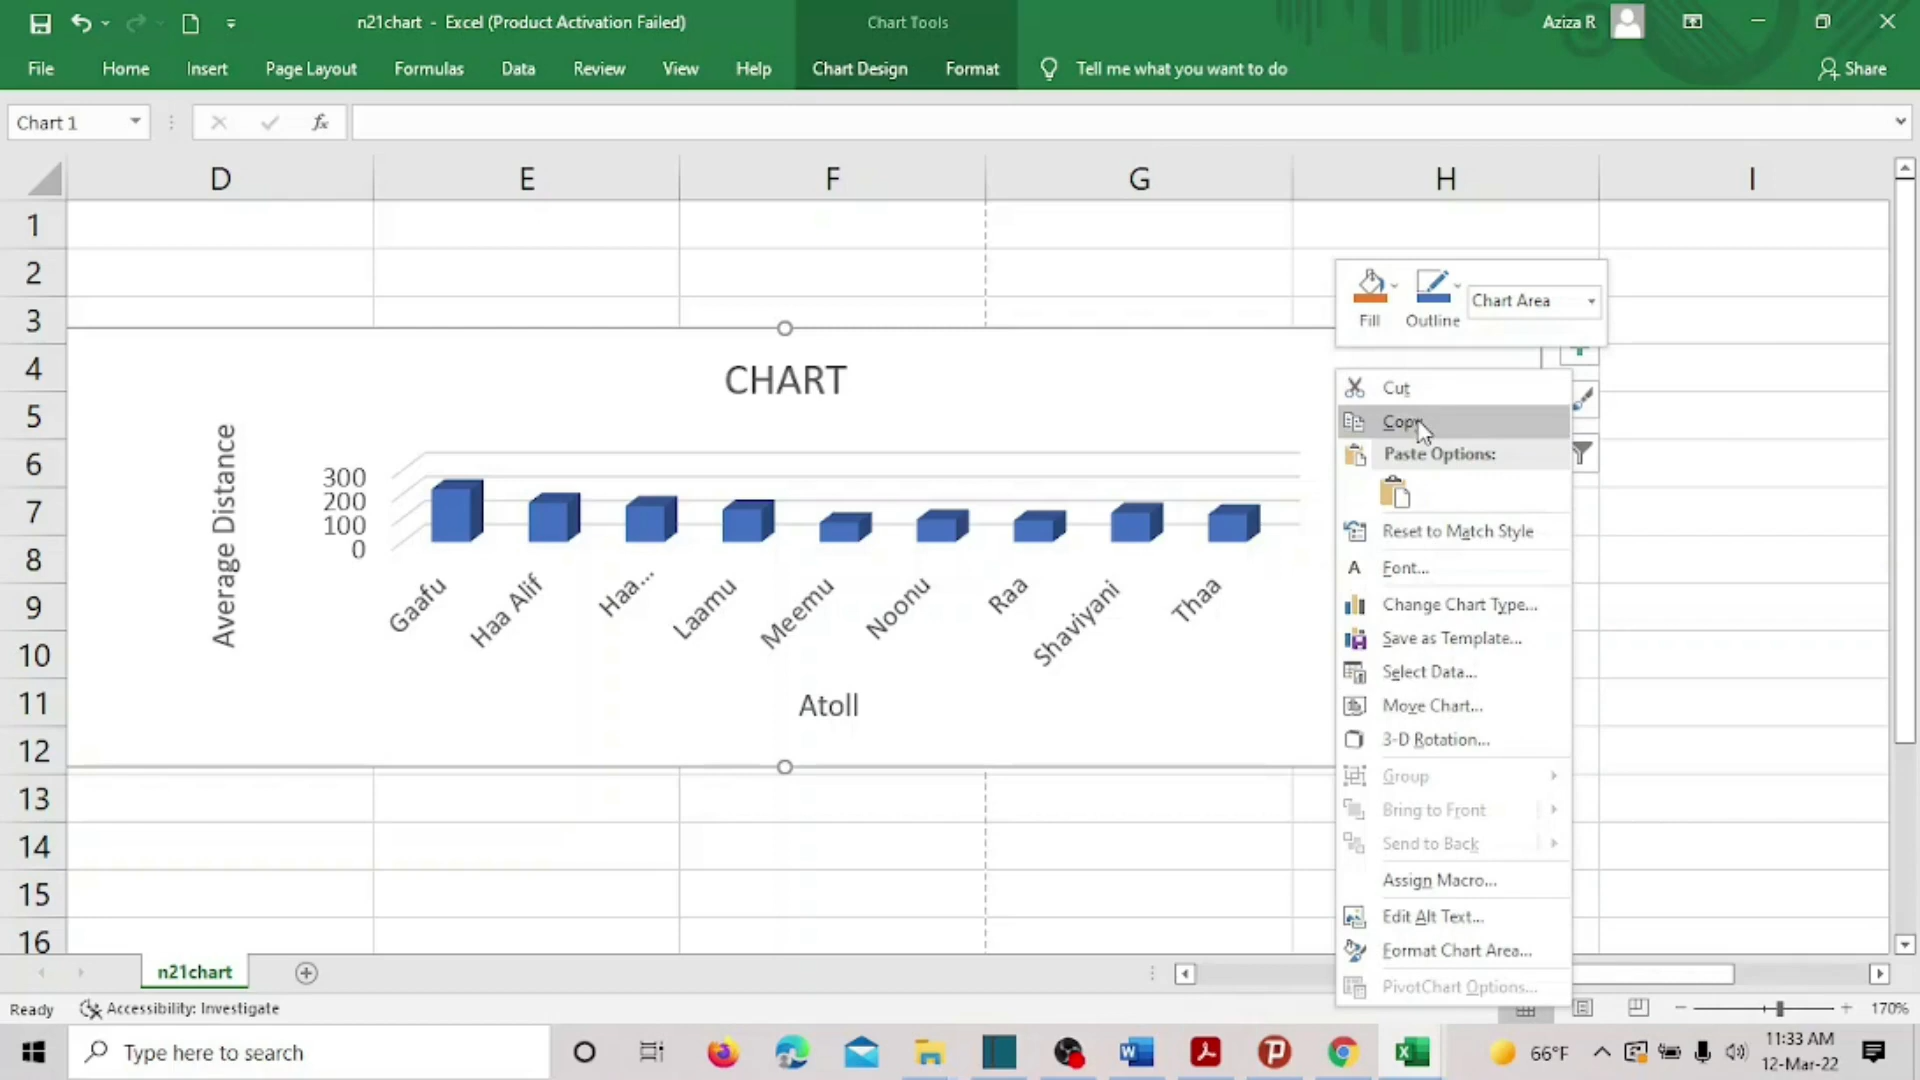 n21chart - Excel (Product Activation Failed)
Chart Tools
Aziza R
File Home Insert Page Layout Formulas Data Review View Help Chart Design Format Tell me what you want to do Share
Chart 1
fx
D E F G H I
1
2
3
4
5
6
7
8
9
10
11
12
13
14
15
16
CHART
Average Distance
300
200
100
0
Gaafu
Haa Alif
Haa...
Laamu
Meemu
Noonu
Raa
Shaviyani
Thaa
Atoll
Fill
Outline
Chart Area
Cut
Copy
Paste Options:
Reset to Match Style
A Font...
Change Chart Type...
Save as Template...
Select Data...
Move Chart...
3-D Rotation...
Group
Bring to Front
Send to Back
Assign Macro...
Edit Alt Text...
Format Chart Area...
PivotChart Options...
n21chart
Ready
Accessibility: Investigate
170%
Type here to search
66°F
11:33 AM
12-Mar-22